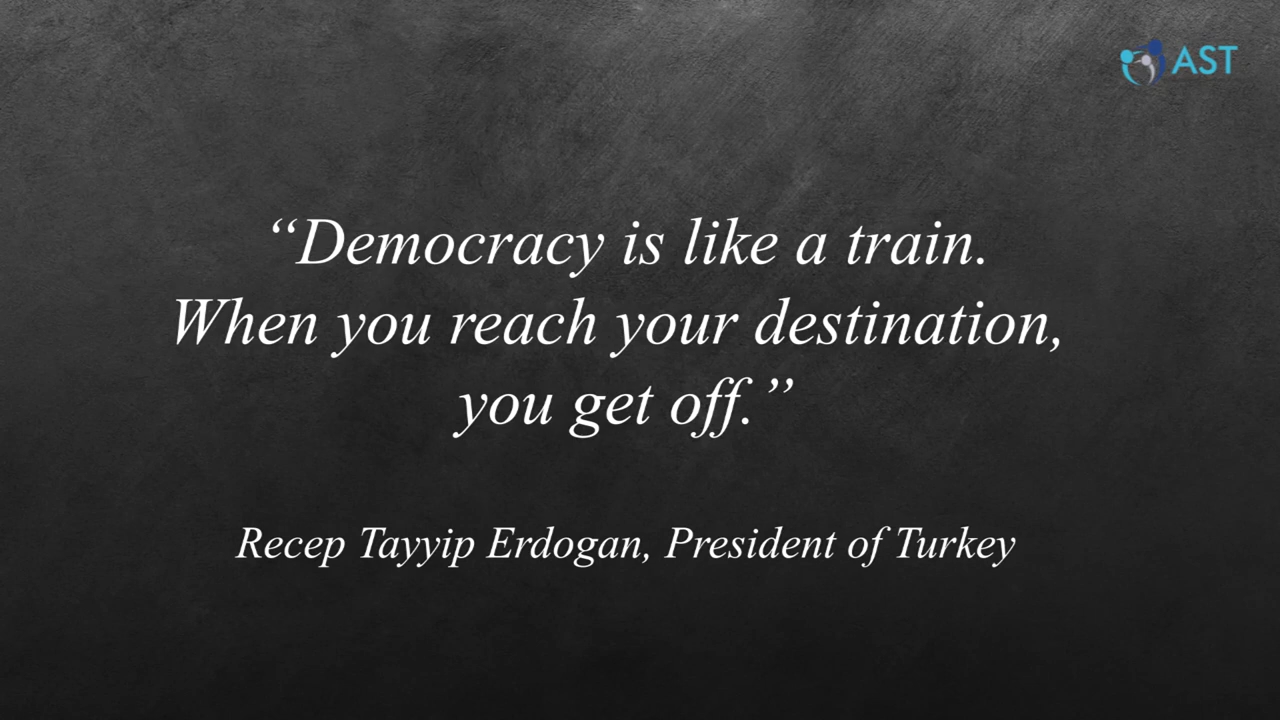 AST
“Democracy is like a train.
When you reach your destination,
you get off.”
Recep Tayyip Erdogan, President of Turkey